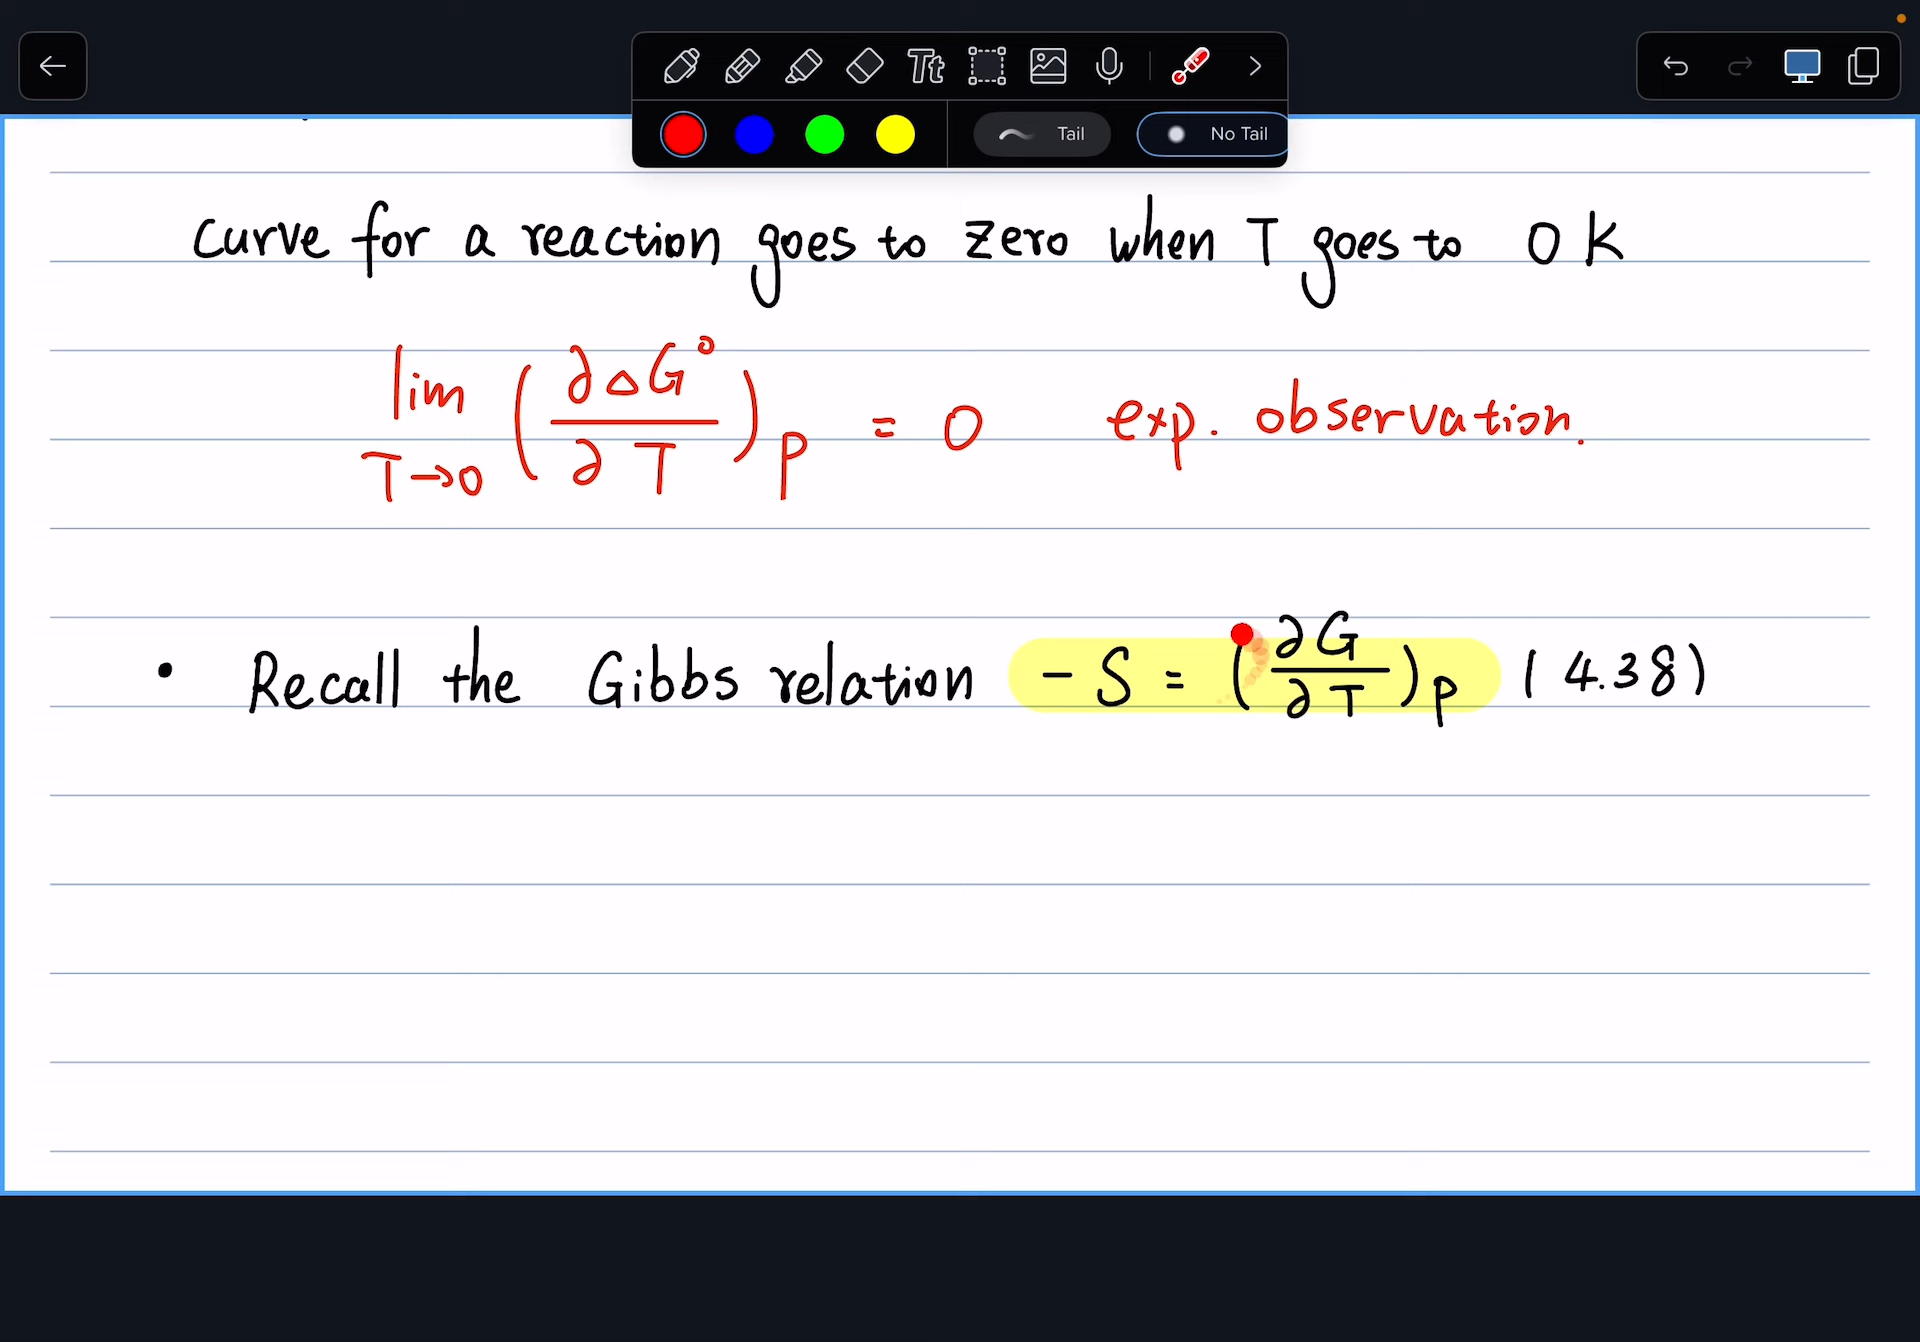 Tt
Tail No Tail
curve for a reaction goes to zero when T goes to 0 K
lim T→0 (∂ΔG°/∂T)p = 0 exp. observation.
• Recall the Gibbs relation -S = (∂G/∂T)p (4.38)